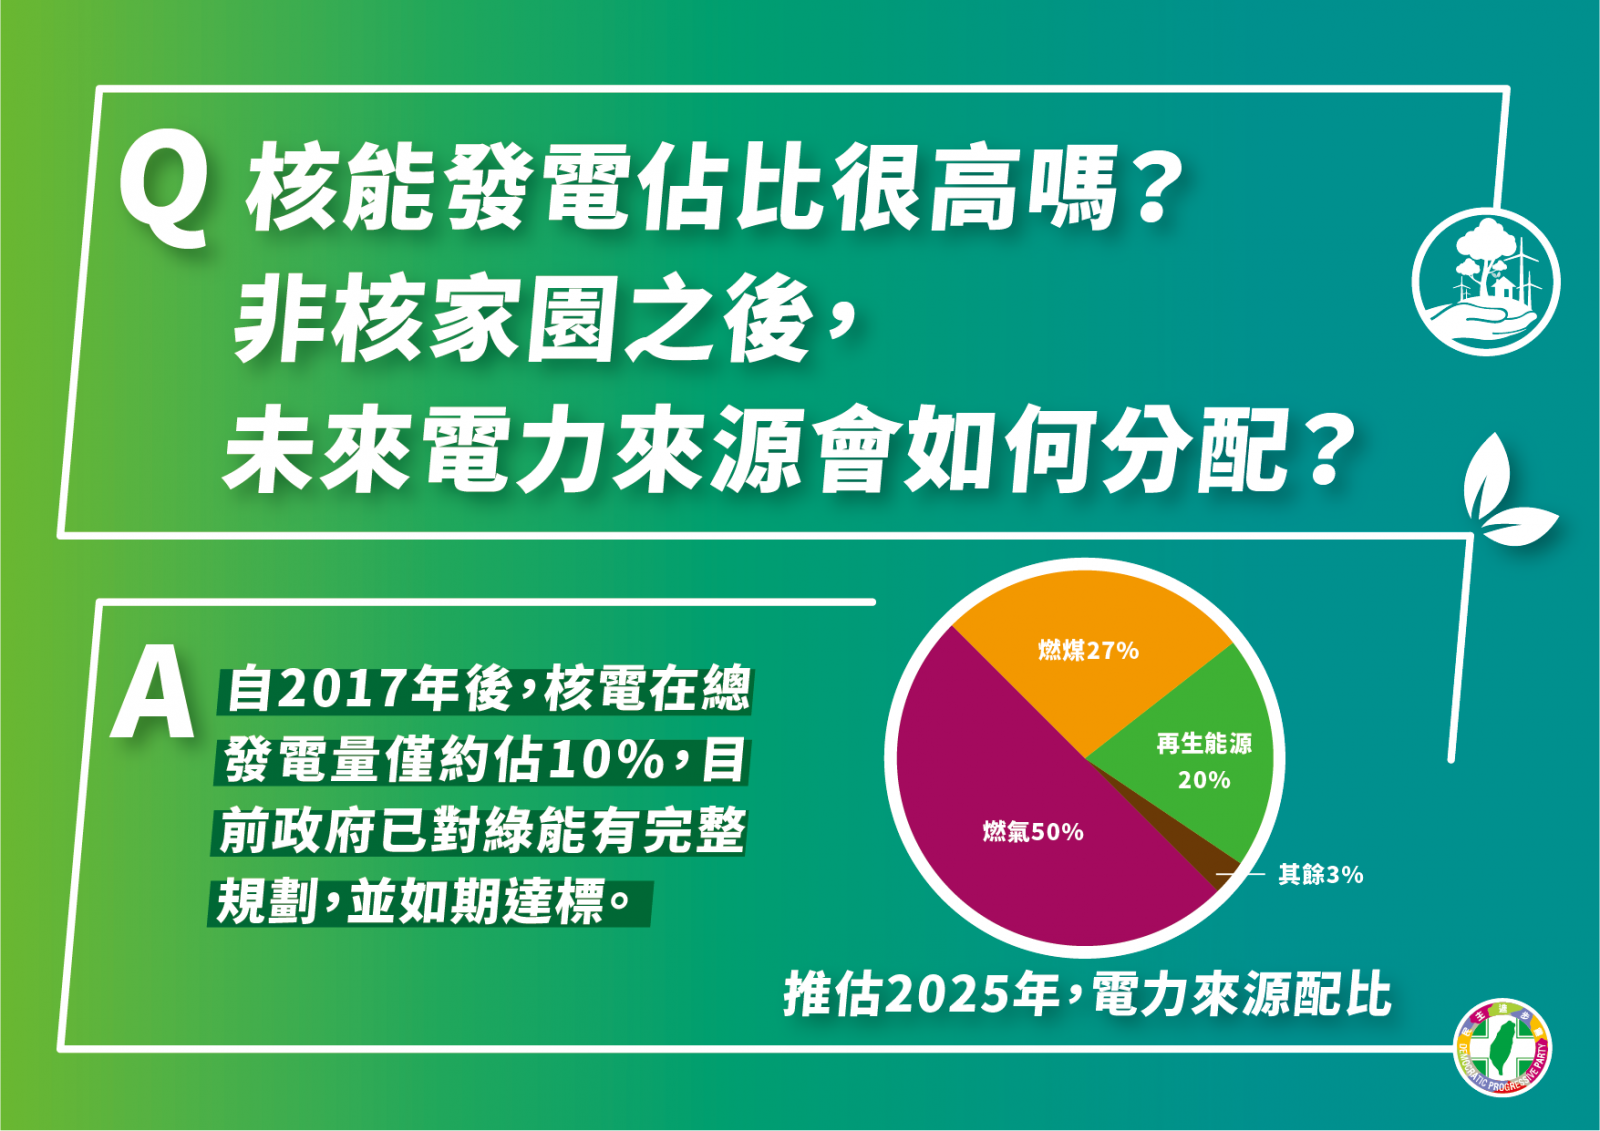 Q 核能發電佔比很高嗎？
非核家園之後，
未來電力來源會如何分配？
A 自2017年後，核電在總
發電量僅約佔10%，目
前政府已對綠能有完整
規劃，並如期達標。
燃煤27%
再生能源
20%
燃氣50%
其餘3%
推估2025年，電力來源配比
民主進步黨
DEMOCRATIC PROGRESSIVE PARTY